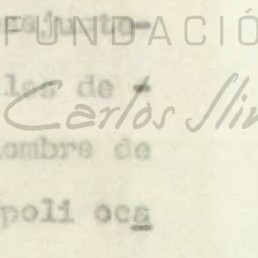 FUNDACIÓ
les de -
Carlos Slim
ombre de
poli ocs